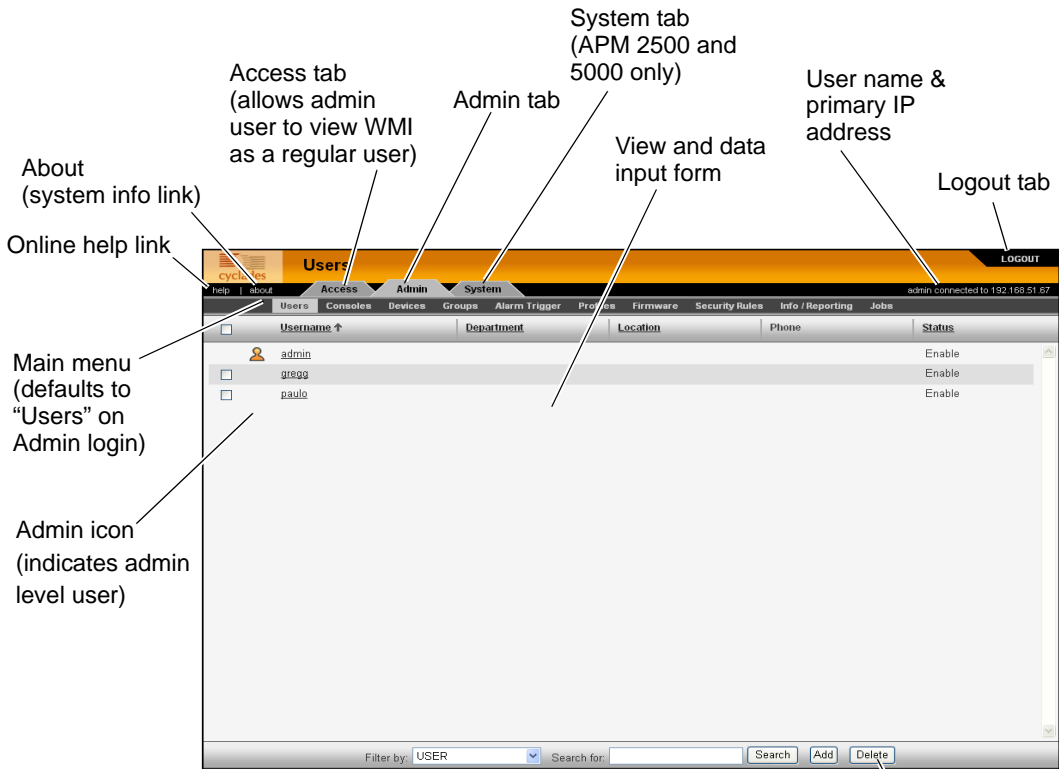 System tab
(APM 2500 and
5000 only)
Access tab
(allows admin
user to view WMI
as a regular user)
Admin tab
User name &
primary IP
address
View and data
input form
About
(system info link)
Logout tab
Online help link
cyclades
Users
LOGOUT
help | about
Access
Admin
System
admin connected to 192.168.51.67
Users Consoles Devices Groups Alarm Trigger Profiles Firmware Security Rules Info / Reporting Jobs
Username ↑ Department Location Phone Status
admin Enable
gregg Enable
paulo Enable
Main menu
(defaults to
“Users” on
Admin login)
Admin icon
(indicates admin
level user)
Filter by: USER Search for: Search Add Delete